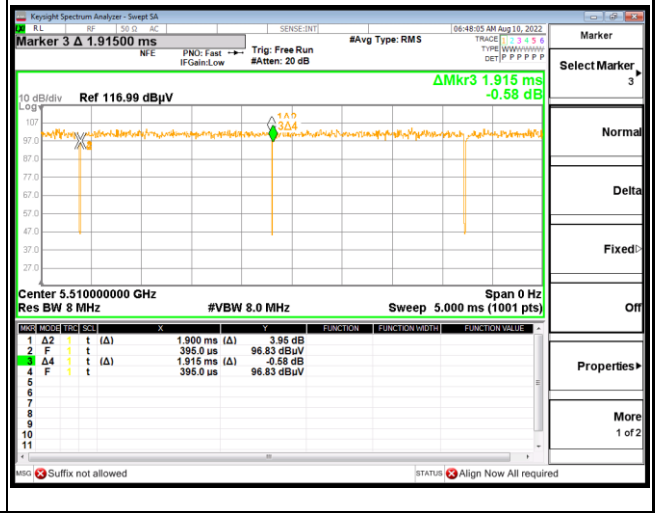 Keysight Spectrum Analyzer - Swept SA
RL RF 50 Ω AC SENSE:INT 06:48:05 AM Aug 10, 2022
Marker 3 Δ 1.91500 ms
#Avg Type: RMS
TRACE 1 2 3 4 5 6
TYPE WWWWWW
DET P P P P P P
NFE PNO: Fast Trig: Free Run
IFGain:Low #Atten: 20 dB
ΔMkr3 1.915 ms
-0.58 dB
10 dB/div Ref 116.99 dBµV
Log
107
97.0
87.0
77.0
67.0
57.0
47.0
37.0
27.0
1Δ2
3Δ4
Center 5.510000000 GHz Span 0 Hz
Res BW 8 MHz #VBW 8.0 MHz Sweep 5.000 ms (1001 pts)
MKR MODE TRC SCL X Y FUNCTION FUNCTION WIDTH FUNCTION VALUE
1 Δ2 1 t (Δ) 1.900 ms (Δ) 3.95 dB
2 F 1 t 395.0 µs 96.83 dBµV
3 Δ4 1 t (Δ) 1.915 ms (Δ) -0.58 dB
4 F 1 t 395.0 µs 96.83 dBµV
5
6
7
8
9
10
11
MSG Suffix not allowed STATUS Align Now All required
Marker
Select Marker
3
Normal
Delta
Fixed
Off
Properties
More
1 of 2